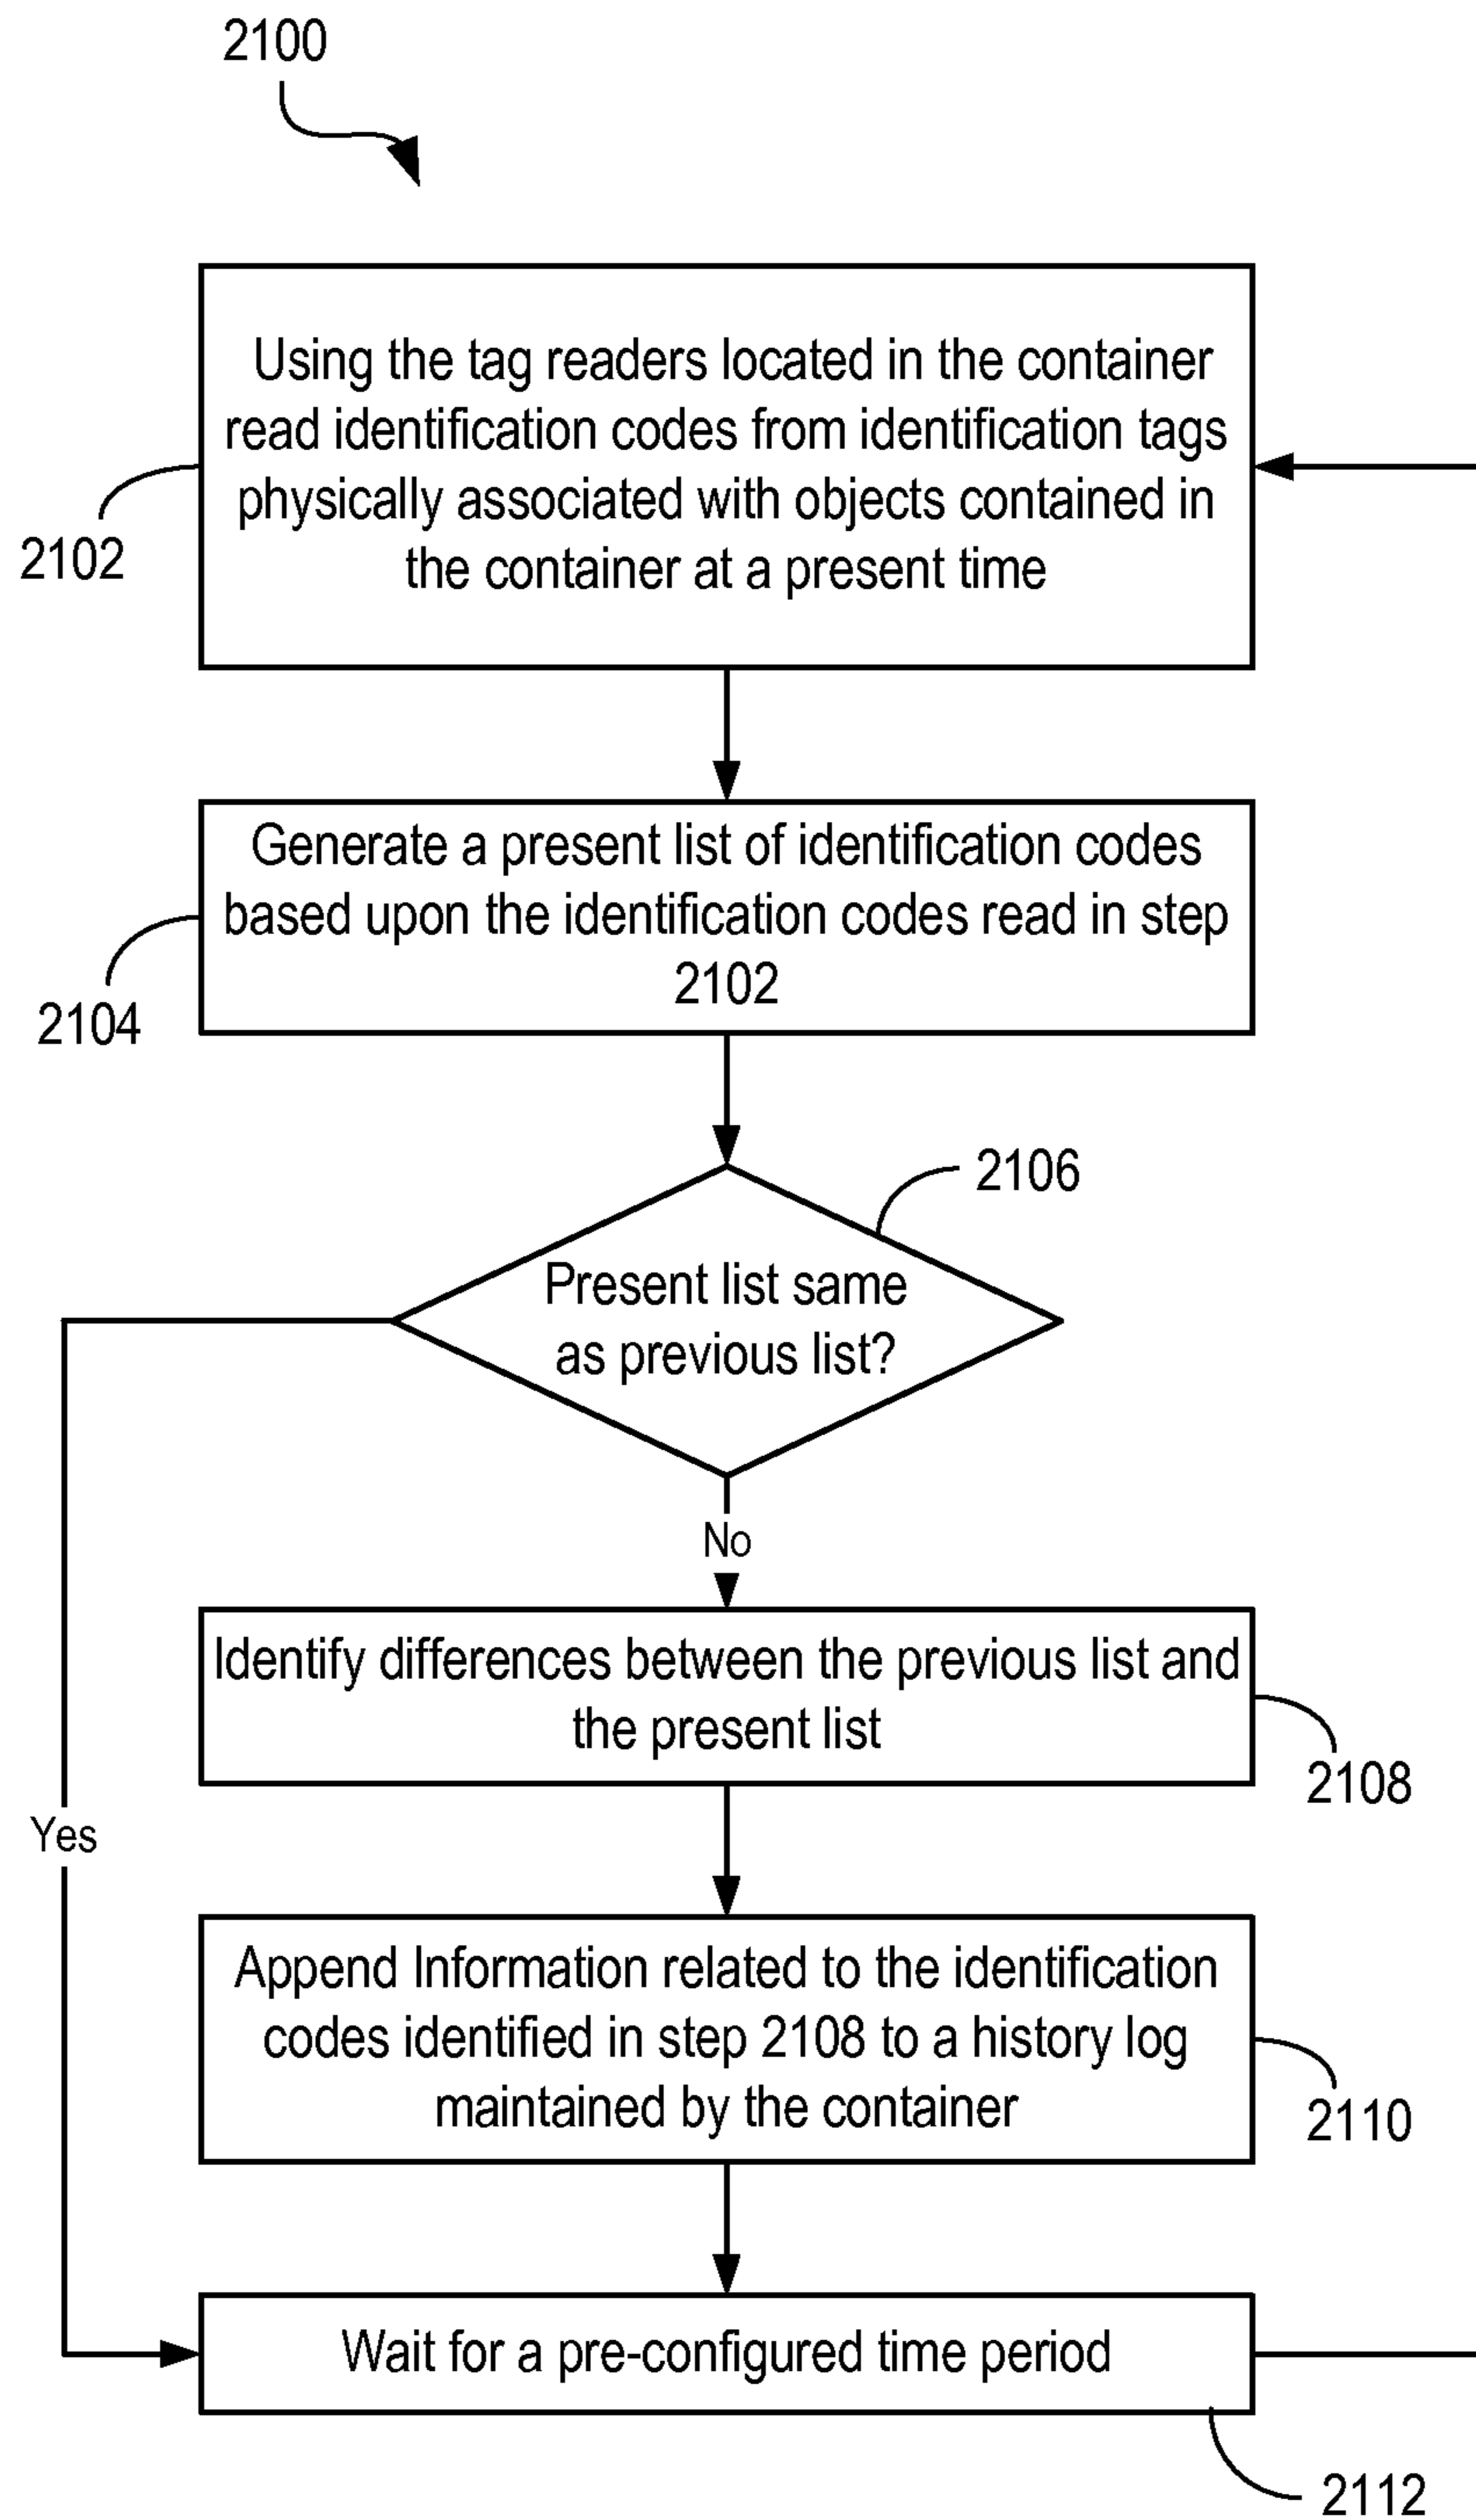 2100
Using the tag readers located in the container
read identification codes from identification tags
physically associated with objects contained in
the container at a present time
2102
Generate a present list of identification codes
based upon the identification codes read in step
2102
2104
2106
Present list same
as previous list?
No
Identify differences between the previous list and
the present list
2108
Yes
Append Information related to the identification
codes identified in step 2108 to a history log
maintained by the container
2110
Wait for a pre-configured time period
2112